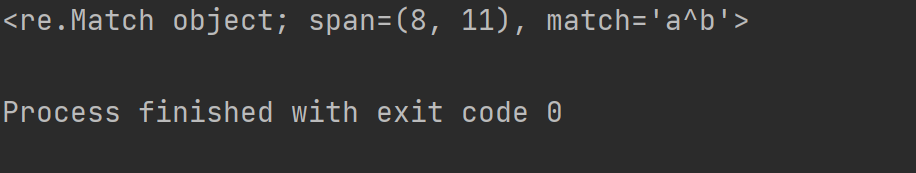 <re.Match object; span=(8, 11), match='a^b'>
Process finished with exit code 0